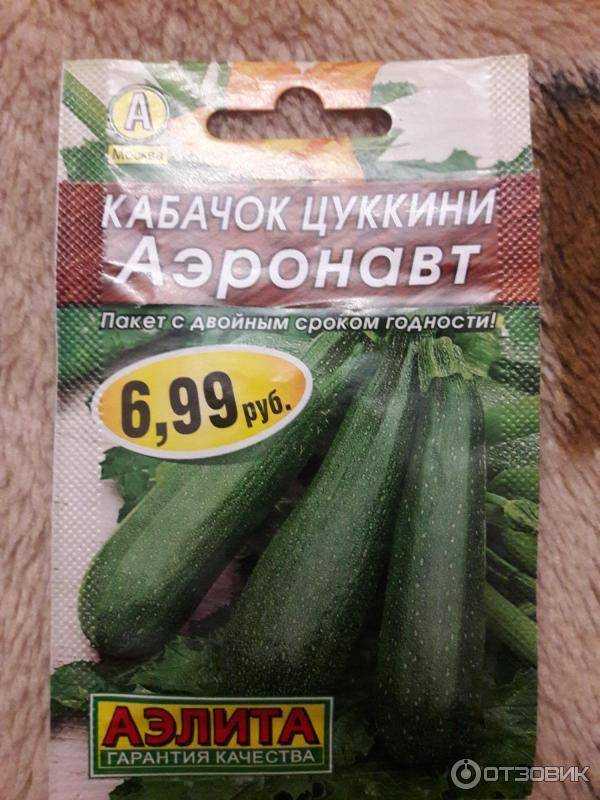 А
Москва
КАБАЧОК ЦУККИНИ
Аэронавт
Пакет с двойным сроком годности!
6,99 руб.
АЭЛИТА
ГАРАНТИЯ КАЧЕСТВА
ОТЗОВИК